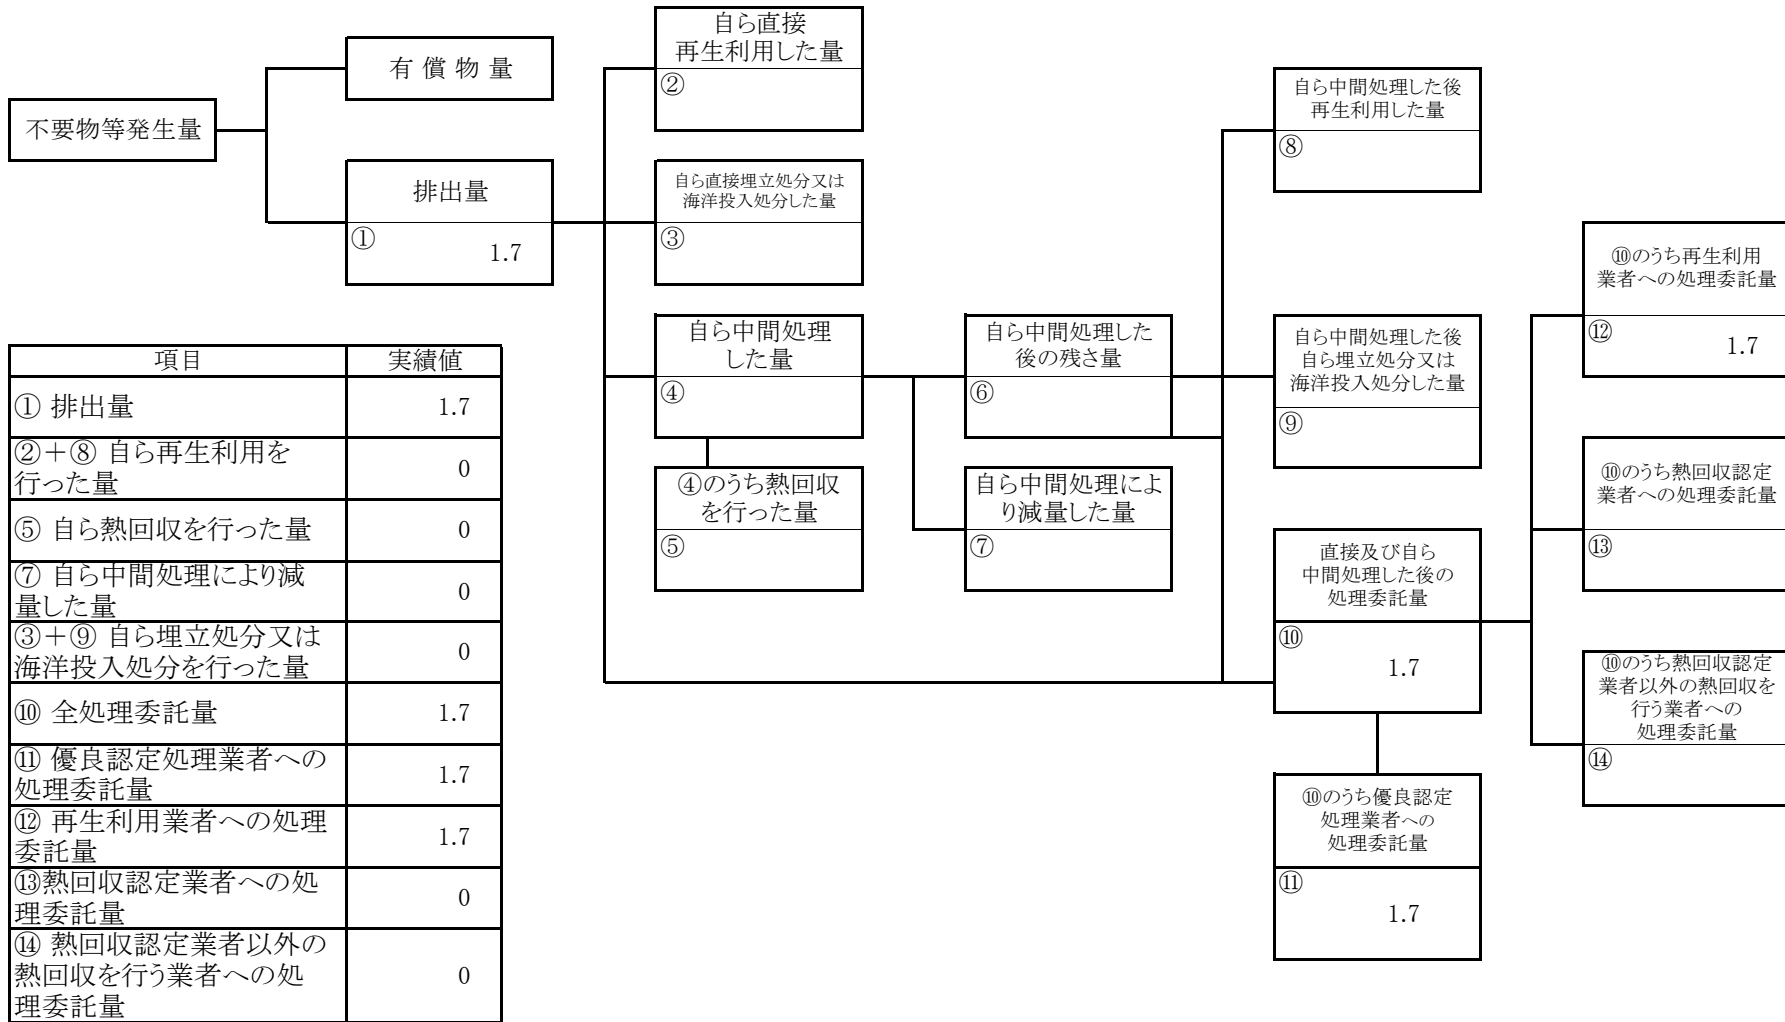 不要物等発生量
有 償 物 量
排出量
①
1.7
自ら直接
再生利用した量
②
自ら直接埋立処分又は
海洋投入処分した量
③
自ら中間処理
した量
④
④のうち熱回収
を行った量
⑤
自ら中間処理した
後の残さ量
⑥
自ら中間処理によ
り減量した量
⑦
自ら中間処理した後
再生利用した量
⑧
自ら中間処理した後
自ら埋立処分又は
海洋投入処分した量
⑨
直接及び自ら
中間処理した後の
処理委託量
⑩
1.7
⑩のうち優良認定
処理業者への
処理委託量
⑪
1.7
⑩のうち再生利用
業者への処理委託量
⑫
1.7
⑩のうち熱回収認定
業者への処理委託量
⑬
⑩のうち熱回収認定
業者以外の熱回収を
行う業者への
処理委託量
⑭
項目 実績値
① 排出量 1.7
②+⑧ 自ら再生利用を
行った量 0
⑤ 自ら熱回収を行った量 0
⑦ 自ら中間処理により減
量した量 0
③+⑨ 自ら埋立処分又は
海洋投入処分を行った量 0
⑩ 全処理委託量 1.7
⑪ 優良認定処理業者への
処理委託量 1.7
⑫ 再生利用業者への処理
委託量 1.7
⑬熱回収認定業者への処
理委託量 0
⑭ 熱回収認定業者以外の
熱回収を行う業者への処
理委託量 0